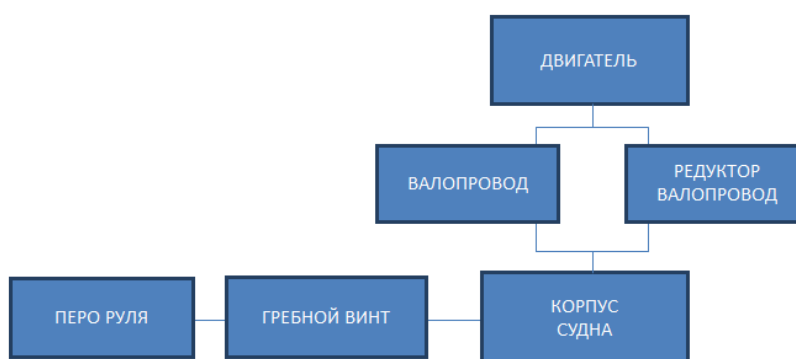 ДВИГАТЕЛЬ
ВАЛОПРОВОД
РЕДУКТОР
ВАЛОПРОВОД
ПЕРО РУЛЯ
ГРЕБНОЙ ВИНТ
КОРПУС
СУДНА